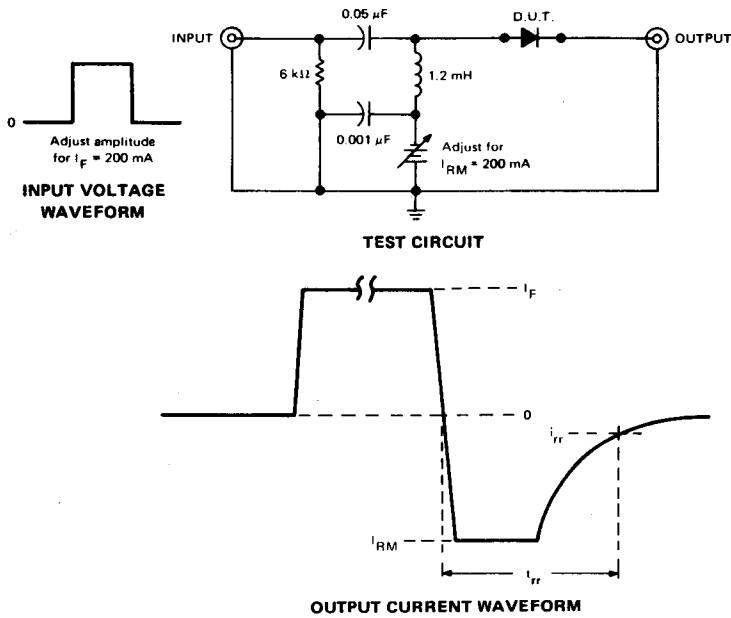 INPUT
0.05 µF
D.U.T.
OUTPUT
6 kΩ
1.2 mH
0
0.001 µF
Adjust amplitude
for IF = 200 mA
Adjust for
IRM = 200 mA
INPUT VOLTAGE
WAVEFORM
TEST CIRCUIT
IF
0
irr
IRM
trr
OUTPUT CURRENT WAVEFORM